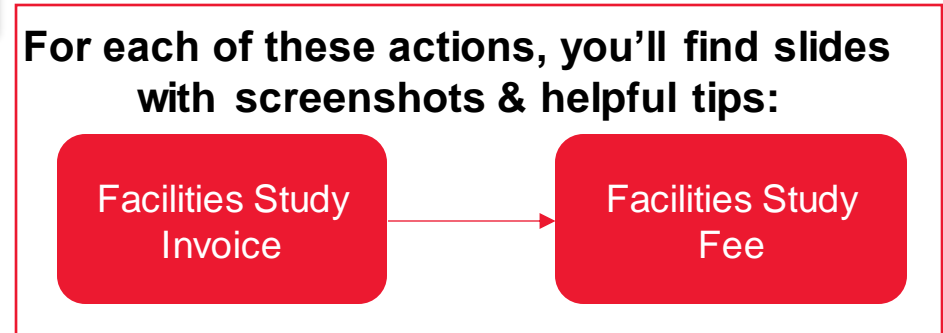 For each of these actions, you’ll find slides
with screenshots & helpful tips:
Facilities Study
Invoice
Facilities Study
Fee